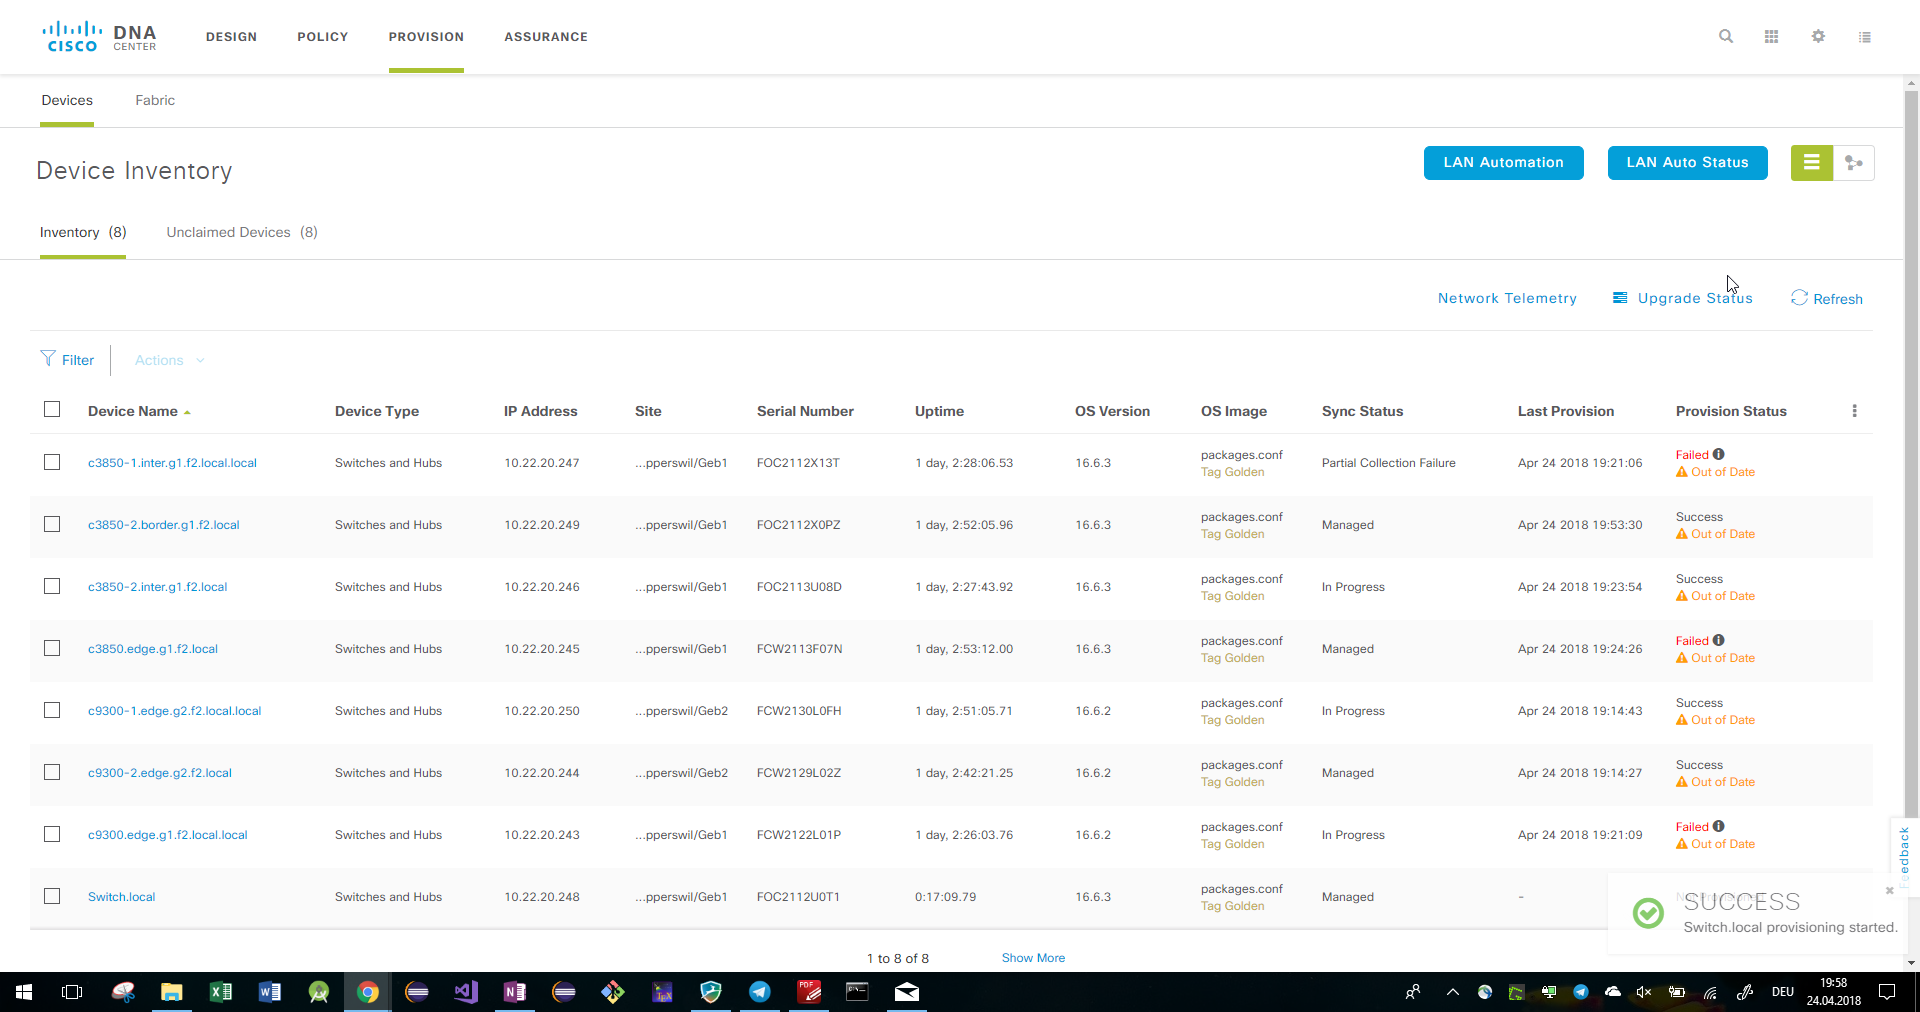 CISCO DNA CENTER DESIGN POLICY PROVISION ASSURANCE
Devices Fabric
Device Inventory LAN Automation LAN Auto Status
Inventory (8) Unclaimed Devices (8)
Network Telemetry Upgrade Status Refresh
Filter Actions
Device Name Device Type IP Address Site Serial Number Uptime OS Version OS Image Sync Status Last Provision Provision Status
c3850-1.inter.g1.f2.local.local Switches and Hubs 10.22.20.247 ...pperswil/Geb1 FOC2112X13T 1 day, 2:28:06.53 16.6.3 packages.conf Partial Collection Failure Apr 24 2018 19:21:06 Failed
Tag Golden Out of Date
c3850-2.border.g1.f2.local Switches and Hubs 10.22.20.249 ...pperswil/Geb1 FOC2112X0PZ 1 day, 2:52:05.96 16.6.3 packages.conf Managed Apr 24 2018 19:53:30 Success
Tag Golden Out of Date
c3850-2.inter.g1.f2.local Switches and Hubs 10.22.20.246 ...pperswil/Geb1 FOC2113U08D 1 day, 2:27:43.92 16.6.3 packages.conf In Progress Apr 24 2018 19:23:54 Success
Tag Golden Out of Date
c3850.edge.g1.f2.local Switches and Hubs 10.22.20.245 ...pperswil/Geb1 FCW2113F07N 1 day, 2:53:12.00 16.6.3 packages.conf Managed Apr 24 2018 19:24:26 Failed
Tag Golden Out of Date
c9300-1.edge.g2.f2.local.local Switches and Hubs 10.22.20.250 ...pperswil/Geb2 FCW2130L0FH 1 day, 2:51:05.71 16.6.2 packages.conf In Progress Apr 24 2018 19:14:43 Success
Tag Golden Out of Date
c9300-2.edge.g2.f2.local Switches and Hubs 10.22.20.244 ...pperswil/Geb2 FCW2129L02Z 1 day, 2:42:21.25 16.6.2 packages.conf Managed Apr 24 2018 19:14:27 Success
Tag Golden Out of Date
c9300.edge.g1.f2.local.local Switches and Hubs 10.22.20.243 ...pperswil/Geb1 FCW2122L01P 1 day, 2:26:03.76 16.6.2 packages.conf In Progress Apr 24 2018 19:21:09 Failed
Tag Golden Out of Date
Switch.local Switches and Hubs 10.22.20.248 ...pperswil/Geb1 FOC2112U0T1 0:17:09.79 16.6.3 packages.conf Managed -
Tag Golden
Feedback
SUCCESS
Switch.local provisioning started.
1 to 8 of 8 Show More
DEU 19:58
24.04.2018